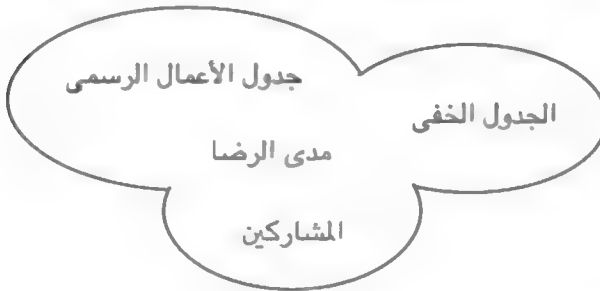 جدول الأعمال الرسمى
الجدول الخفى
مدى الرضا
المشاركين